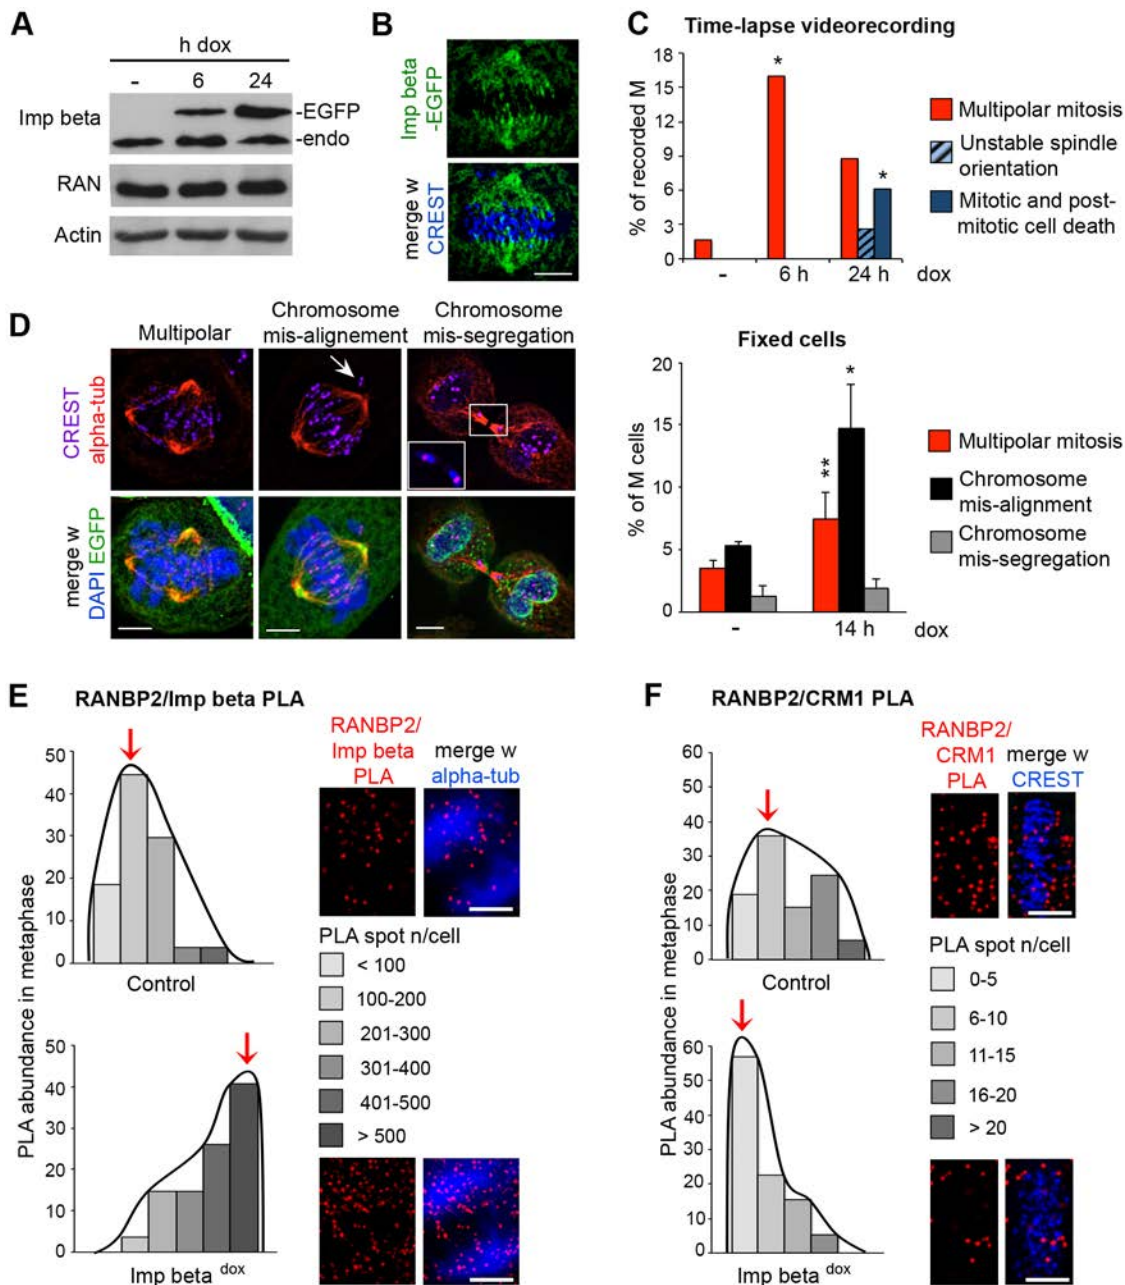 A
h dox
- 6 24
Imp beta
-EGFP
-endo
RAN
Actin
B
Imp beta
-EGFP
merge w
CREST
C Time-lapse videorecording
% of recorded M
18
15
12
9
6
3
0
*
*
- 6 h 24 h dox
Multipolar mitosis
Unstable spindle
orientation
Mitotic and post-
mitotic cell death
D
Multipolar
Chromosome
mis-alignement
Chromosome
mis-segregation
CREST
alpha-tub
merge w
DAPI EGFP
Fixed cells
% of M cells
20
15
10
5
0
**
*
- 14 h dox
Multipolar mitosis
Chromosome
mis-alignment
Chromosome
mis-segregation
E RANBP2/Imp beta PLA
PLA abundance in metaphase
50
40
30
20
10
0
Control
50
40
30
20
10
0
Imp beta dox
RANBP2/
Imp beta
PLA
merge w
alpha-tub
PLA spot n/cell
< 100
100-200
201-300
301-400
401-500
> 500
F RANBP2/CRM1 PLA
PLA abundance in metaphase
60
50
40
30
20
10
0
Control
60
50
40
30
20
10
0
Imp beta dox
RANBP2/
CRM1
PLA
merge w
CREST
PLA spot n/cell
0-5
6-10
11-15
16-20
> 20